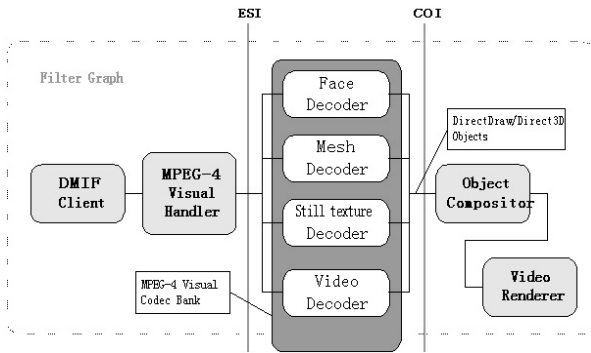 ESI
COI
Filter Graph
Face
Decoder
DirectDraw/Direct3D
Objects
Mesh
Decoder
DMIF
Client
MPEG-4
Visual
Handler
Object
Compositor
Still texture
Decoder
MPEG-4 Visual
Codec Bank
Video
Decoder
Video
Renderer